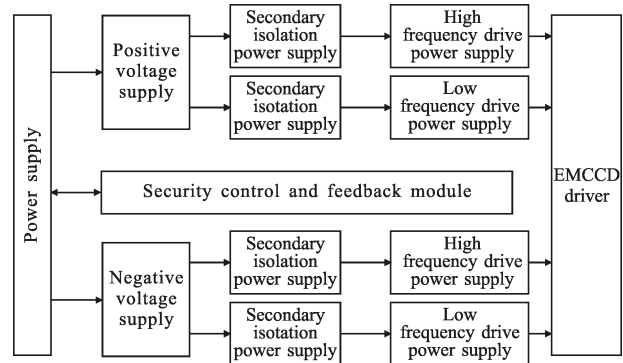 Power supply
Positive
voltage
supply
Secondary
isolation
power supply
High
frequency drive
power supply
Secondary
isotation
power supply
Low
frequency drive
power supply
Security control and feedback module
EMCCD
driver
Negative
voltage
supply
Secondary
isolation
power supply
High
frequency drive
power supply
Secondary
isotation
power supply
Low
frequency drive
power supply